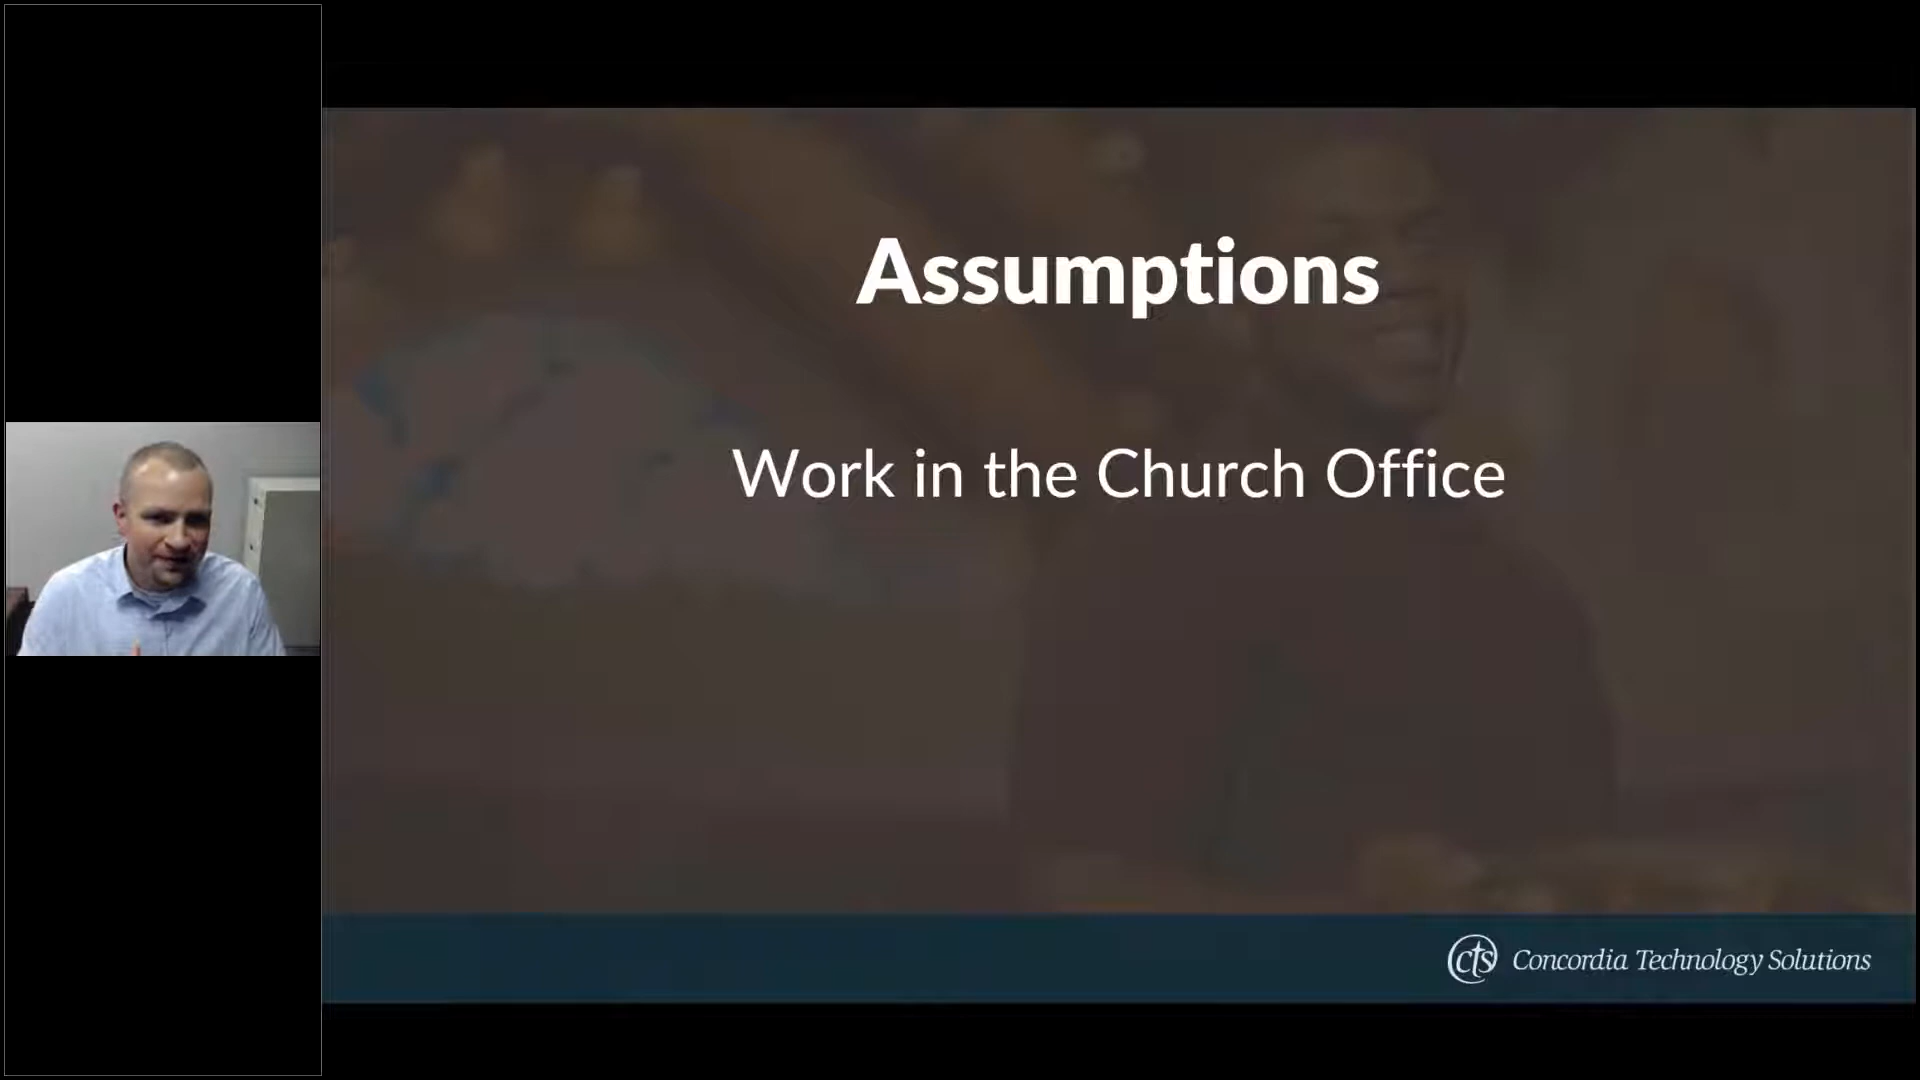 Assumptions
Work in the Church Office
cts Concordia Technology Solutions